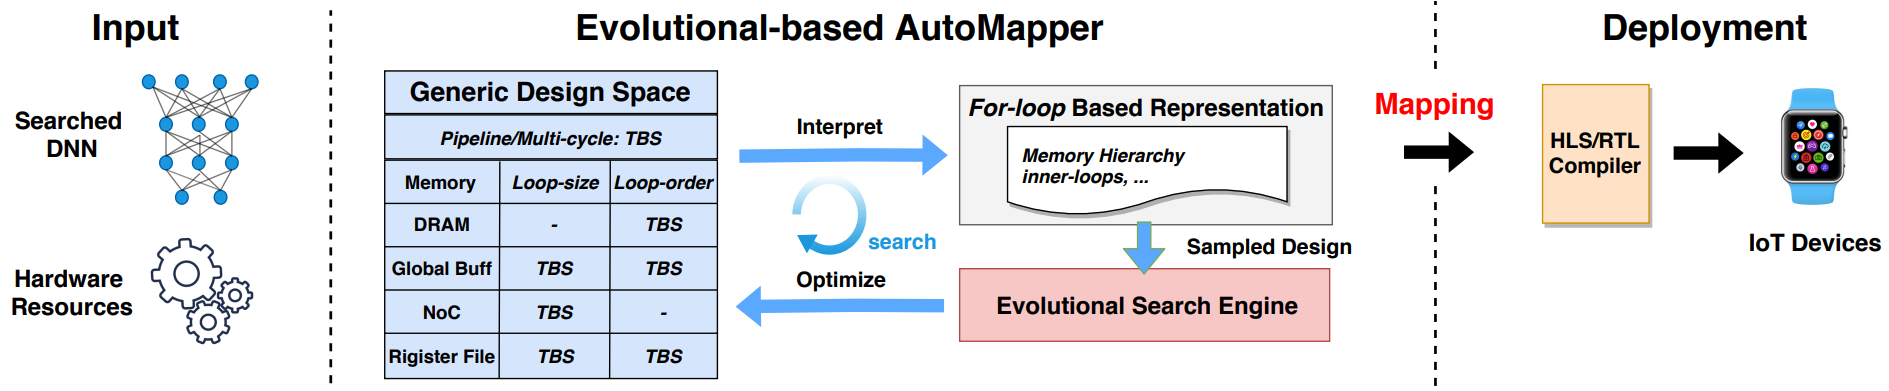 Input
Evolutional-based AutoMapper
Deployment
Searched
DNN
Hardware
Resources
Generic Design Space
Pipeline/Multi-cycle: TBS
Memory Loop-size Loop-order
DRAM - TBS
Global Buff TBS TBS
NoC TBS -
Rigister File TBS TBS
Interpret
search
Optimize
For-loop Based Representation
Memory Hierarchy
inner-loops, ...
Sampled Design
Evolutional Search Engine
Mapping
HLS/RTL
Compiler
IoT Devices